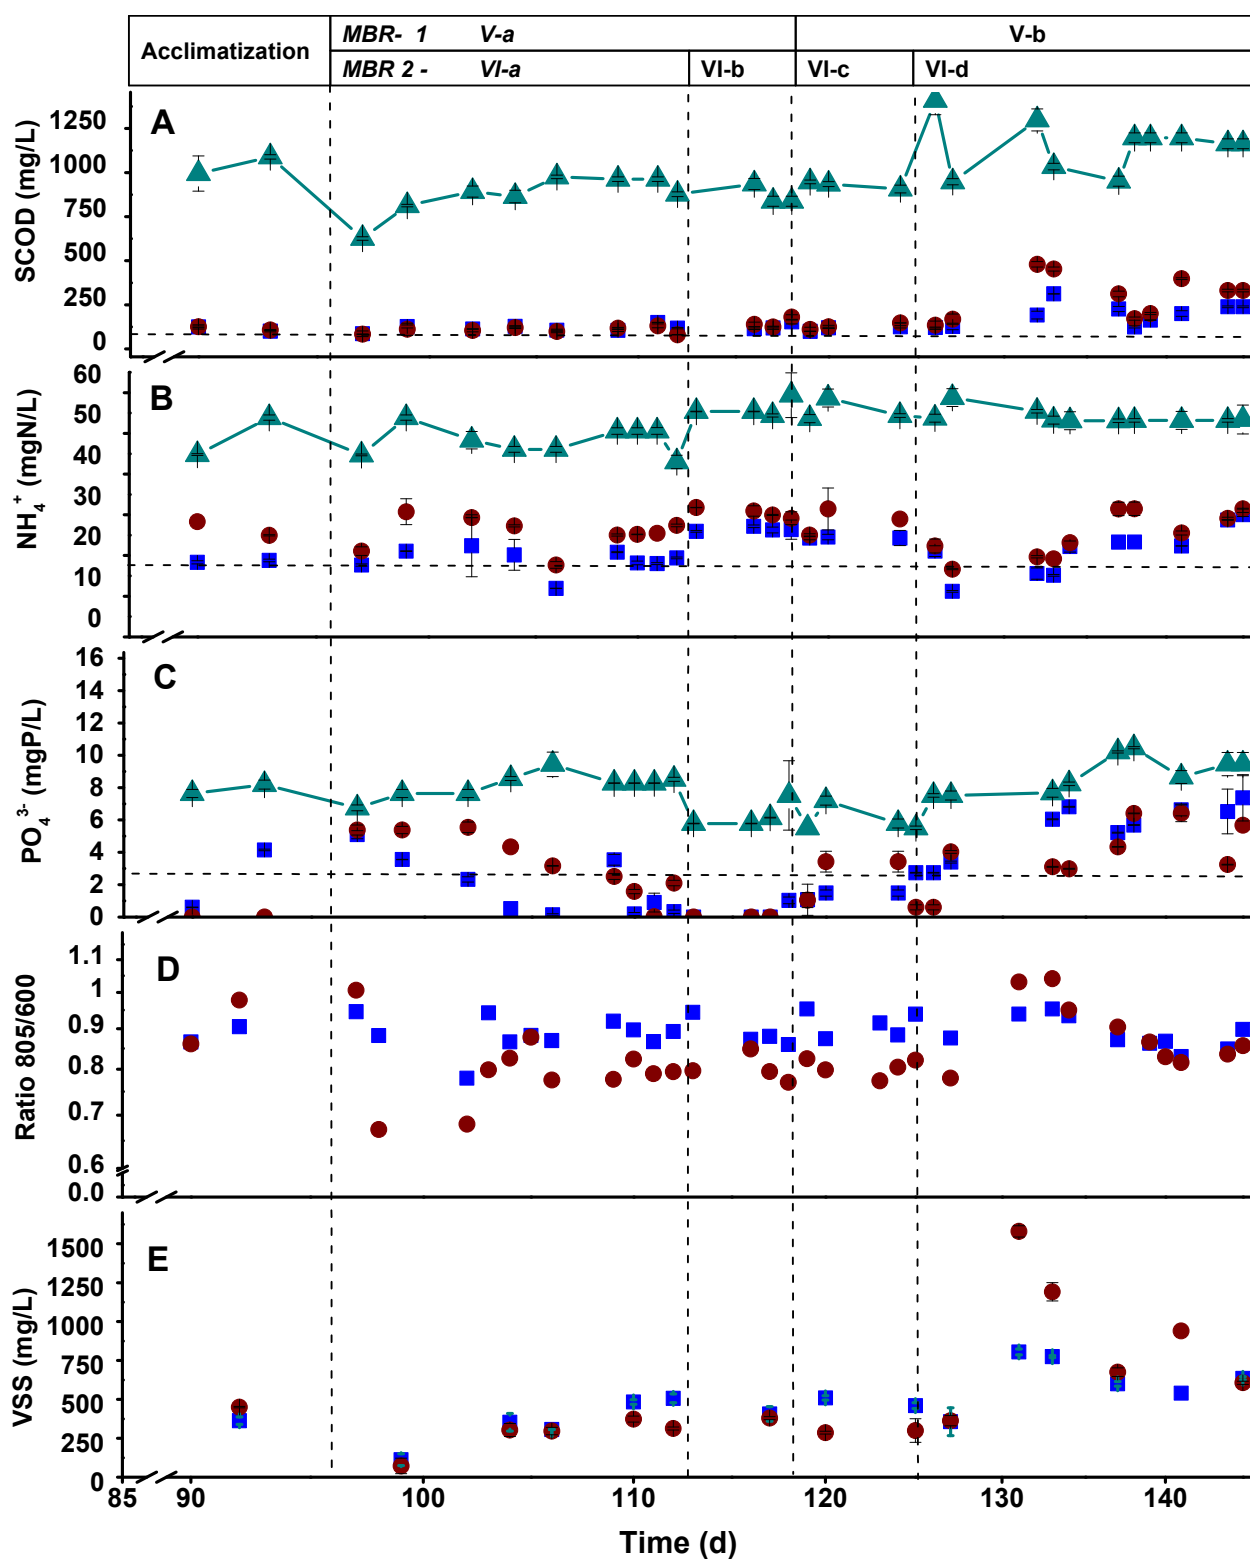 Acclimatization
MBR- 1 V-a V-b
MBR 2 - VI-a VI-b VI-c VI-d
A
SCOD (mg/L)
1250
1000
750
500
250
0
B
NH4+ (mgN/L)
60
50
40
30
20
10
0
C
PO4 3- (mgP/L)
16
14
12
10
8
6
4
2
0
D
Ratio 805/600
1.1
1
0.9
0.8
0.7
0.6
0.0
E
VSS (mg/L)
1500
1250
1000
750
500
250
0
85 90 100 110 120 130 140
Time (d)